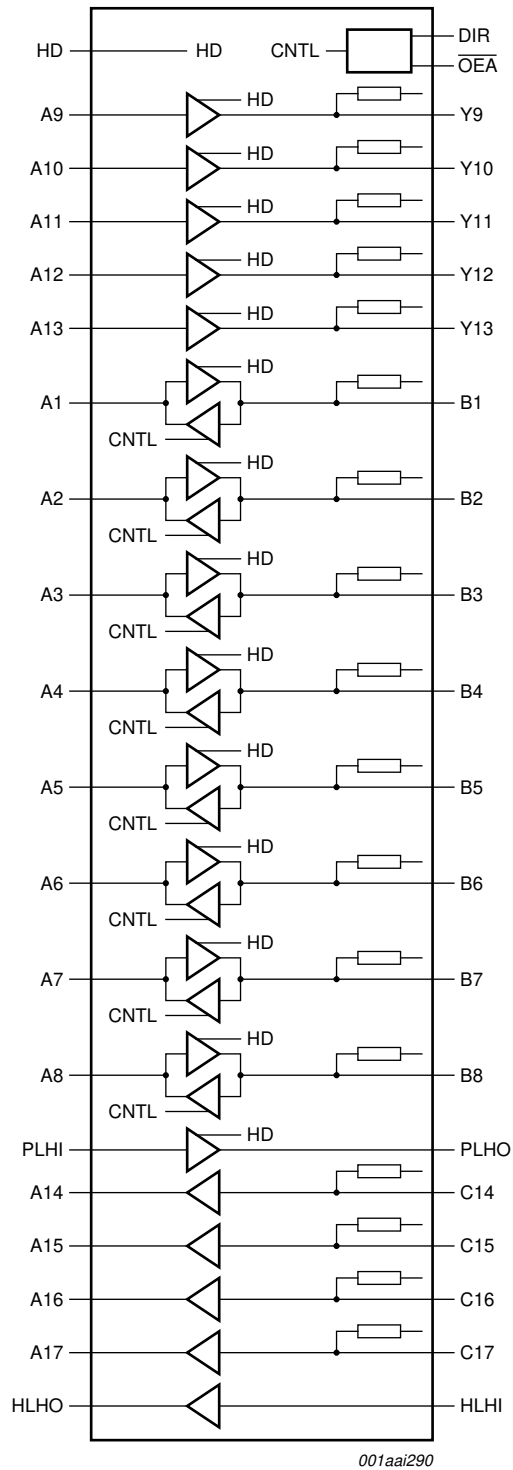 HD HD CNTL DIR
OEA
A9 HD Y9
A10 HD Y10
A11 HD Y11
A12 HD Y12
A13 HD Y13
HD
A1 B1
CNTL
HD
A2 B2
CNTL
HD
A3 B3
CNTL
HD
A4 B4
CNTL
HD
A5 B5
CNTL
HD
A6 B6
CNTL
HD
A7 B7
CNTL
HD
A8 B8
CNTL
PLHI HD PLHO
A14 C14
A15 C15
A16 C16
A17 C17
HLHO HLHI
001aai290